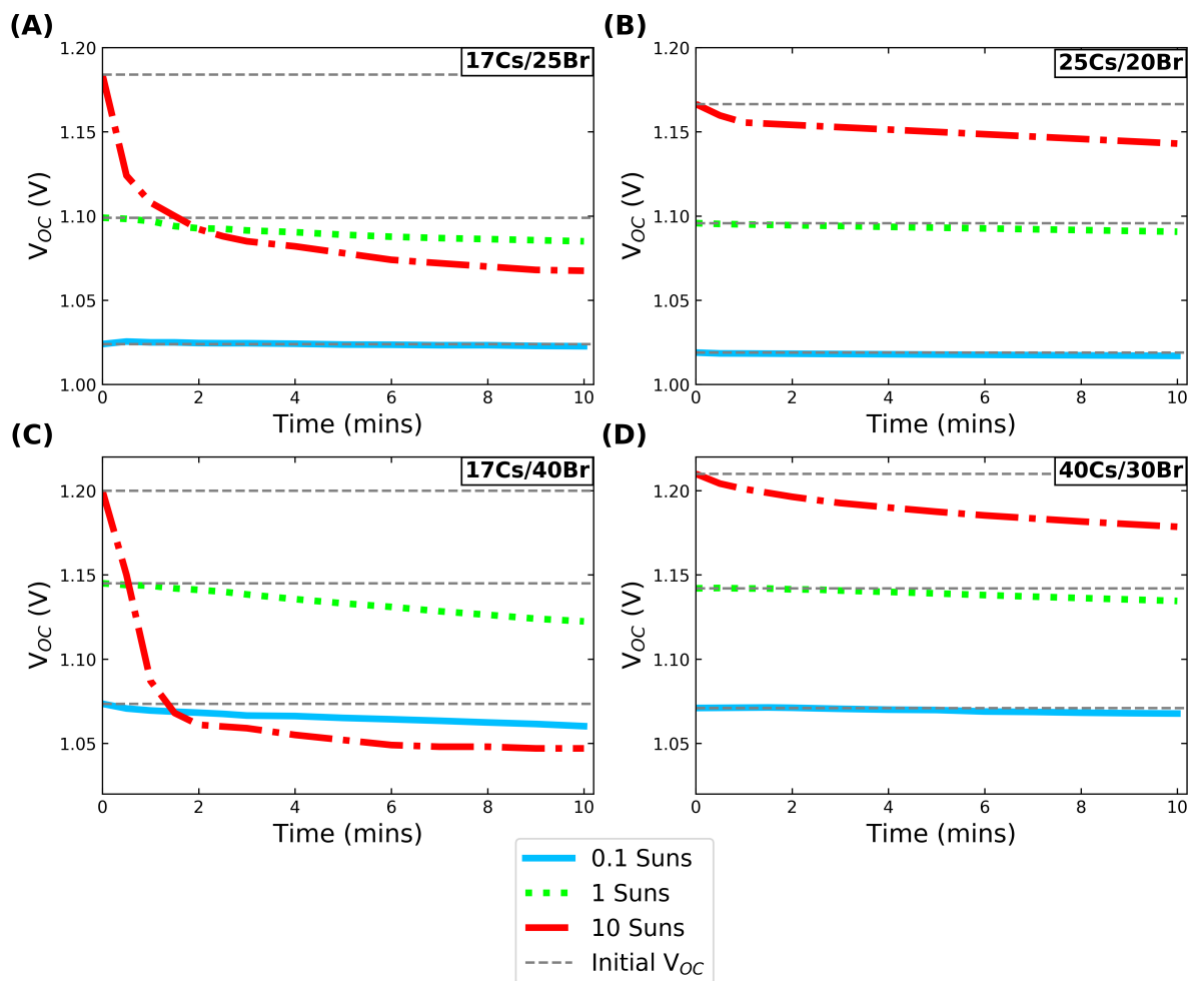 (A)
(B)
17Cs/25Br
25Cs/20Br
1.20
1.15
1.10
1.05
1.00
V_OC (V)
0 2 4 6 8 10
Time (mins)
1.20
1.15
1.10
1.05
1.00
V_OC (V)
0 2 4 6 8 10
Time (mins)
(C)
(D)
17Cs/40Br
40Cs/30Br
1.20
1.15
1.10
1.05
V_OC (V)
0 2 4 6 8 10
Time (mins)
1.20
1.15
1.10
1.05
V_OC (V)
0 2 4 6 8 10
Time (mins)
0.1 Suns
1 Suns
10 Suns
Initial V_OC